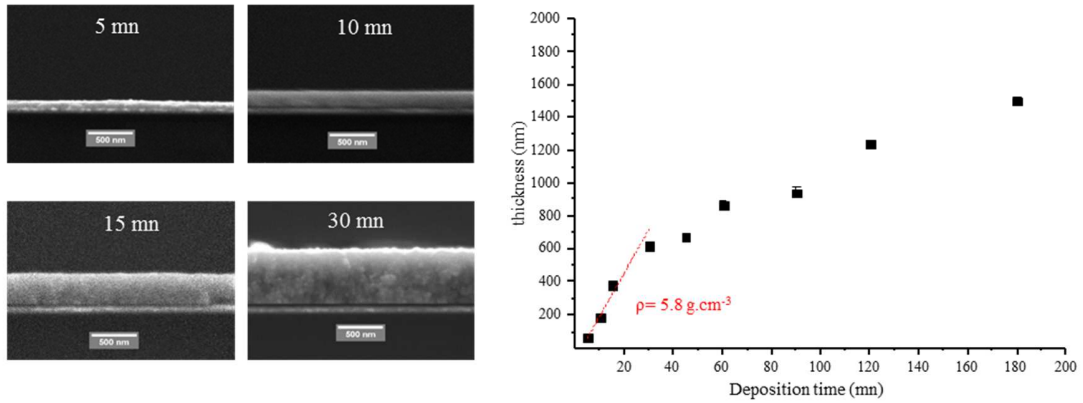 5 mn
500 nm
10 mn
500 nm
15 mn
500 nm
30 mn
500 nm
thickness (nm)
2000
1800
1600
1400
1200
1000
800
600
400
200
ρ= 5.8 g.cm-3
20
40
60
80
100
120
140
160
180
200
Deposition time (mn)